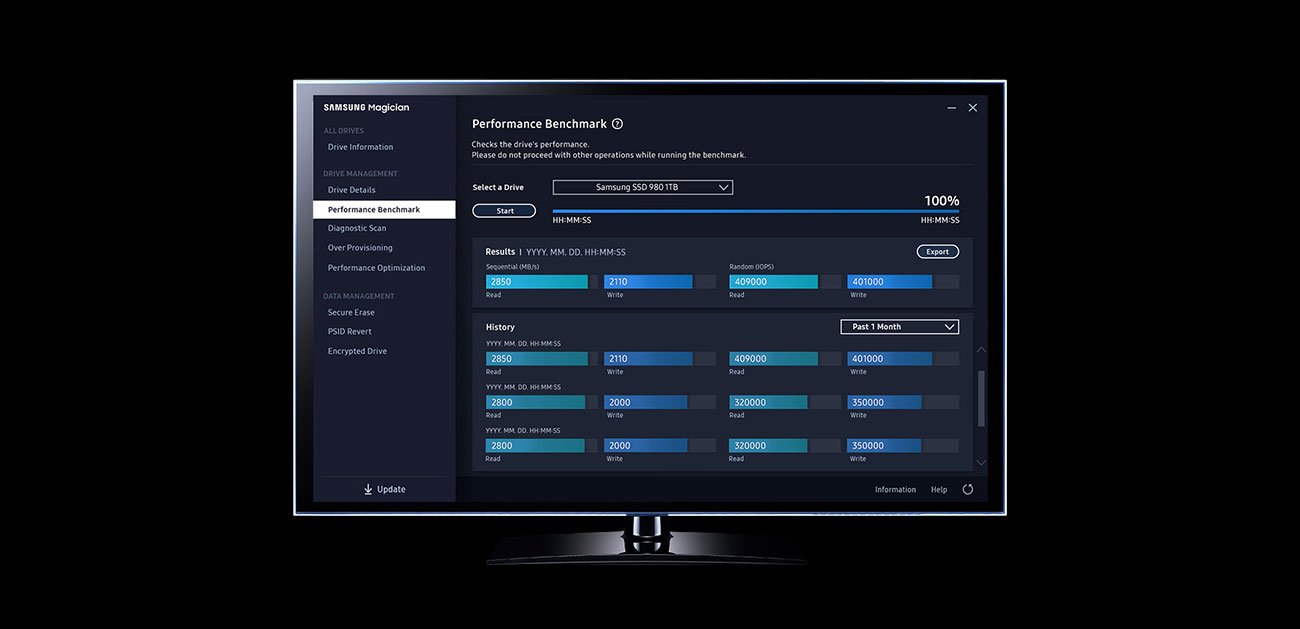 SAMSUNG Magician
ALL DRIVES
Drive Information
DRIVE MANAGEMENT
Drive Details
Performance Benchmark
Diagnostic Scan
Over Provisioning
Performance Optimization
DATA MANAGEMENT
Secure Erase
PSID Revert
Encrypted Drive
Update
Performance Benchmark ?
Checks the drive's performance.
Please do not proceed with other operations while running the benchmark.
Select a Drive Samsung SSD 980 1TB
Start 100%
HH:MM:SS HH:MM:SS
Results | YYYY. MM. DD. HH:MM:SS Export
Sequential (MB/s) Random (IOPS)
2850 2110 409000 401000
Read Write Read Write
History Past 1 Month
YYYY. MM. DD. HH:MM:SS
2850 2110 409000 401000
Read Write Read Write
YYYY. MM. DD. HH:MM:SS
2800 2000 320000 350000
Read Write Read Write
YYYY. MM. DD. HH:MM:SS
2800 2000 320000 350000
Read Write Read Write
Information Help